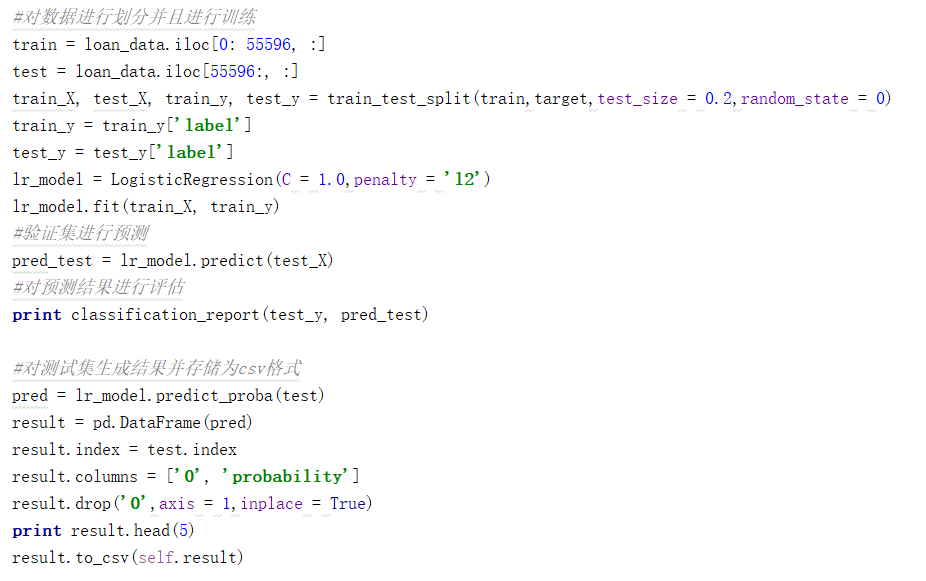 #对数据进行划分并且进行训练
train = loan_data.iloc[0: 55596, :]
test = loan_data.iloc[55596:, :]
train_X, test_X, train_y, test_y = train_test_split(train,target,test_size = 0.2,random_state = 0)
train_y = train_y['label']
test_y = test_y['label']
lr_model = LogisticRegression(C = 1.0,penalty = 'l2')
lr_model.fit(train_X, train_y)
#验证集进行预测
pred_test = lr_model.predict(test_X)
#对预测结果进行评估
print classification_report(test_y, pred_test)
#对测试集生成结果并存储为csv格式
pred = lr_model.predict_proba(test)
result = pd.DataFrame(pred)
result.index = test.index
result.columns = ['0', 'probability']
result.drop('0',axis = 1,inplace = True)
print result.head(5)
result.to_csv(self.result)